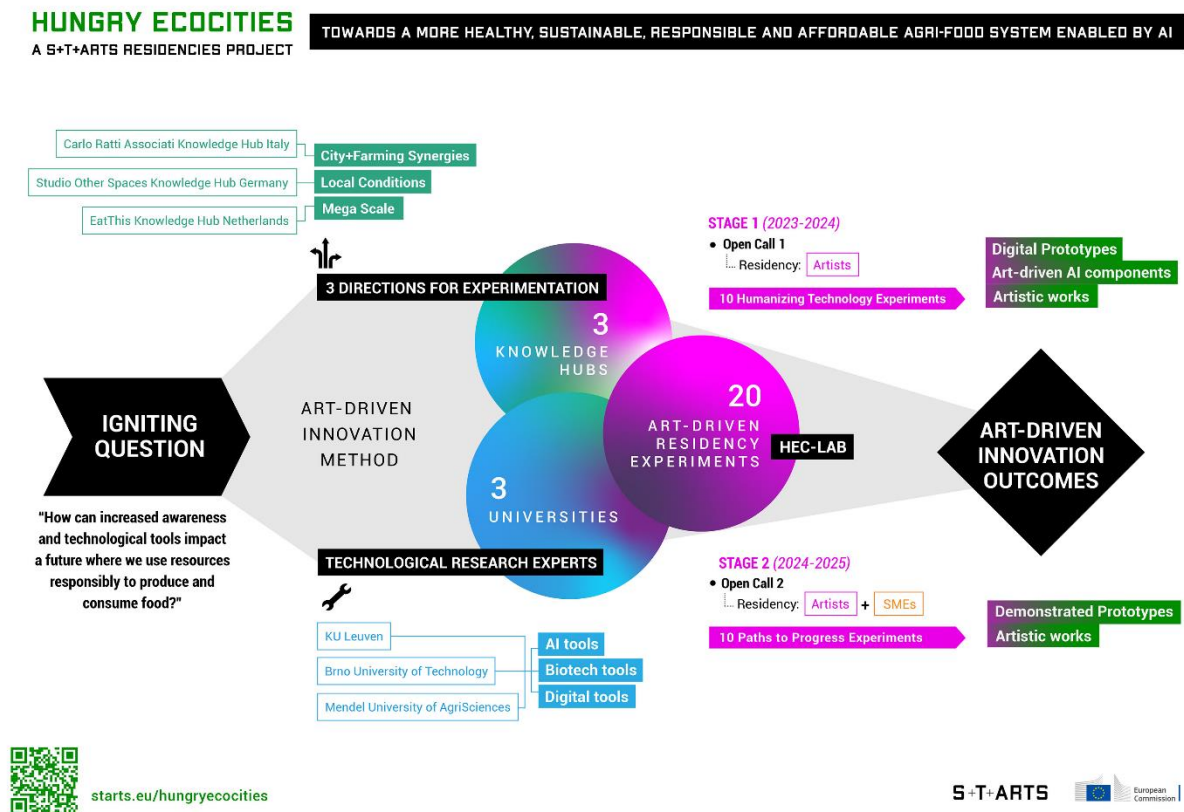 HUNGRY ECOCITIES
A S+T+ARTS RESIDENCIES PROJECT
TOWARDS A MORE HEALTHY, SUSTAINABLE, RESPONSIBLE AND AFFORDABLE AGRI-FOOD SYSTEM ENABLED BY AI
Carlo Ratti Associati Knowledge Hub Italy
Studio Other Spaces Knowledge Hub Germany
EatThis Knowledge Hub Netherlands
City+Farming Synergies
Local Conditions
Mega Scale
3 DIRECTIONS FOR EXPERIMENTATION
3
KNOWLEDGE
HUBS
STAGE 1 (2023-2024)
• Open Call 1
Residency: Artists
10 Humanizing Technology Experiments
Digital Prototypes
Art-driven AI components
Artistic works
IGNITING
QUESTION
"How can increased awareness
and technological tools impact
a future where we use resources
responsibly to produce and
consume food?"
ART-DRIVEN
INNOVATION
METHOD
20
ART-DRIVEN
RESIDENCY
EXPERIMENTS
HEC-LAB
ART-DRIVEN
INNOVATION
OUTCOMES
3
UNIVERSITIES
TECHNOLOGICAL RESEARCH EXPERTS
KU Leuven
Brno University of Technology
Mendel University of AgriSciences
AI tools
Biotech tools
Digital tools
STAGE 2 (2024-2025)
• Open Call 2
Residency: Artists + SMEs
10 Paths to Progress Experiments
Demonstrated Prototypes
Artistic works
starts.eu/hungryecocities
S+T+ARTS
European
Commission